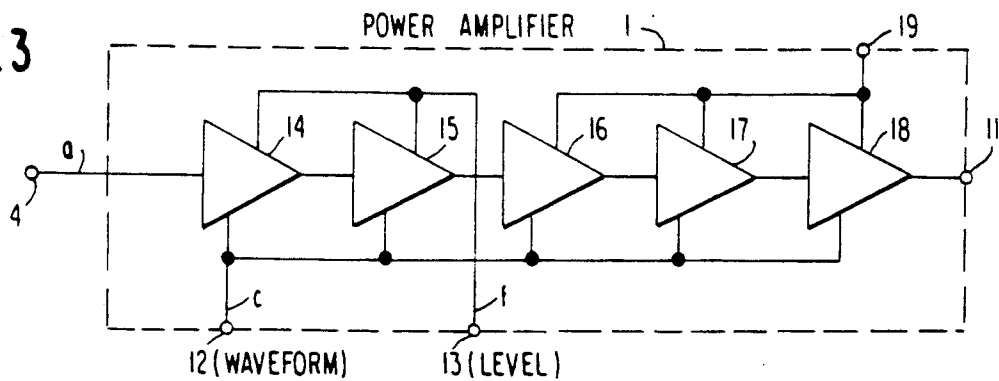 POWER AMPLIFIER 1
19
3
14
15
16
17
18
11
a
4
c
f
12 (WAVEFORM)
13 (LEVEL)